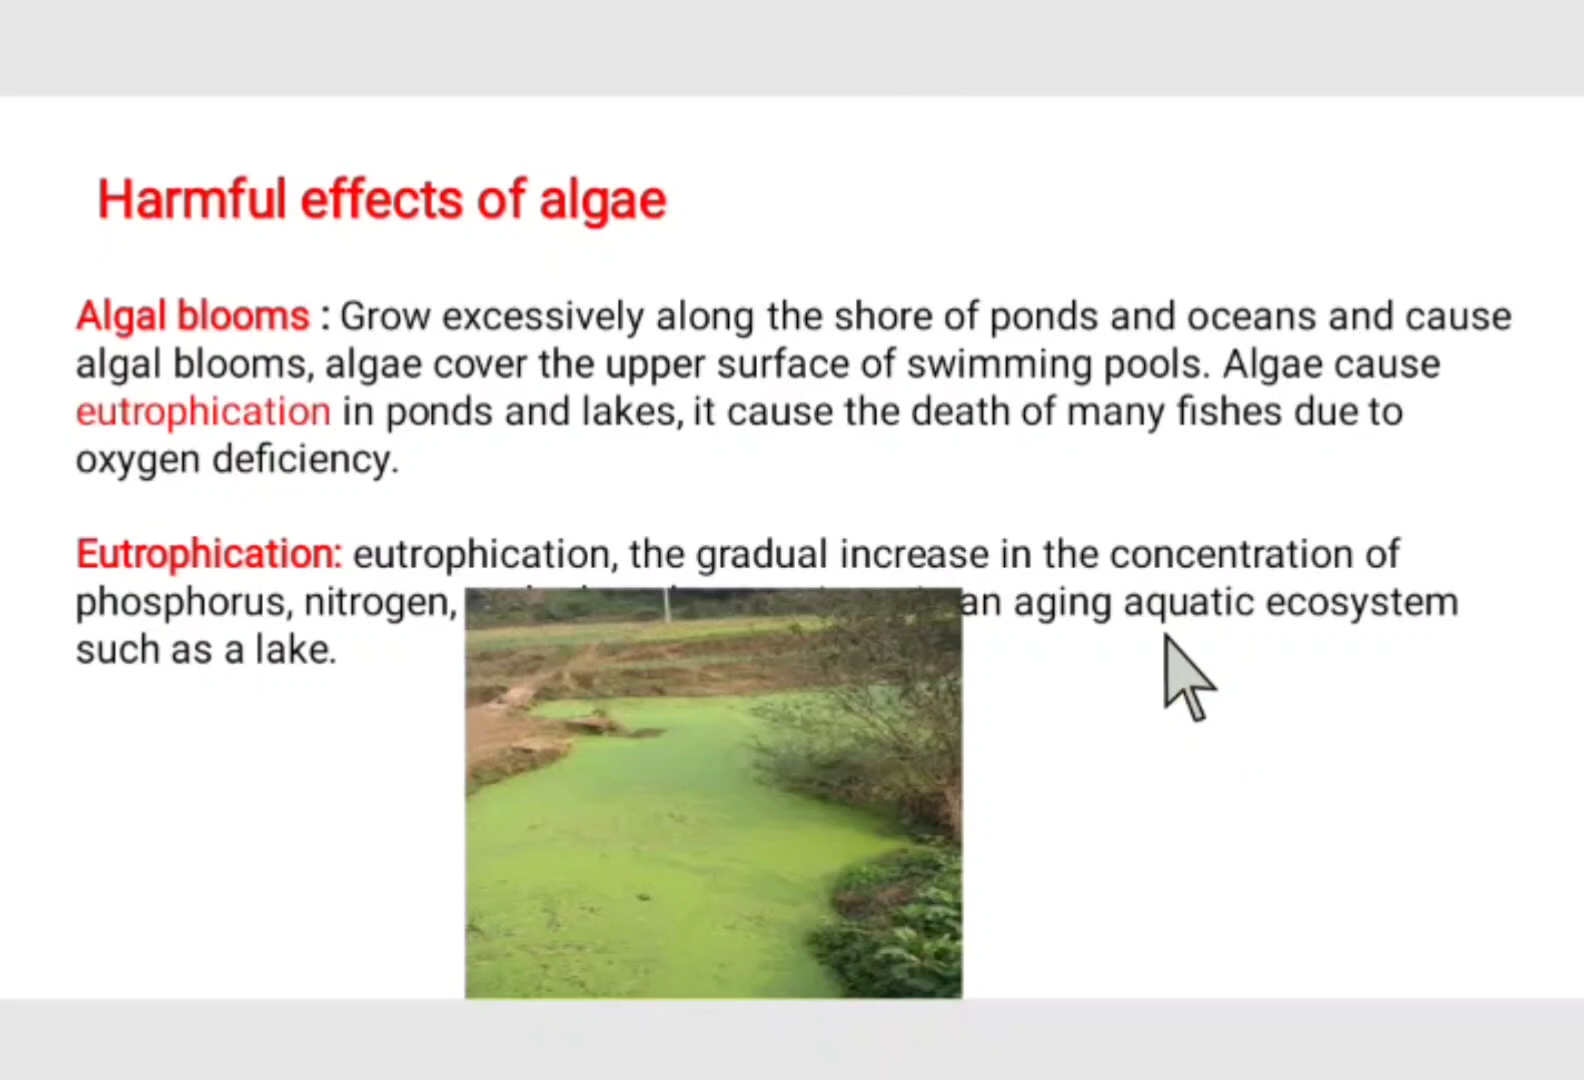 Harmful effects of algae
Algal blooms : Grow excessively along the shore of ponds and oceans and cause
algal blooms, algae cover the upper surface of swimming pools. Algae cause
eutrophication in ponds and lakes, it cause the death of many fishes due to
oxygen deficiency.
Eutrophication: eutrophication, the gradual increase in the concentration of
phosphorus, nitrogen, an aging aquatic ecosystem
such as a lake.